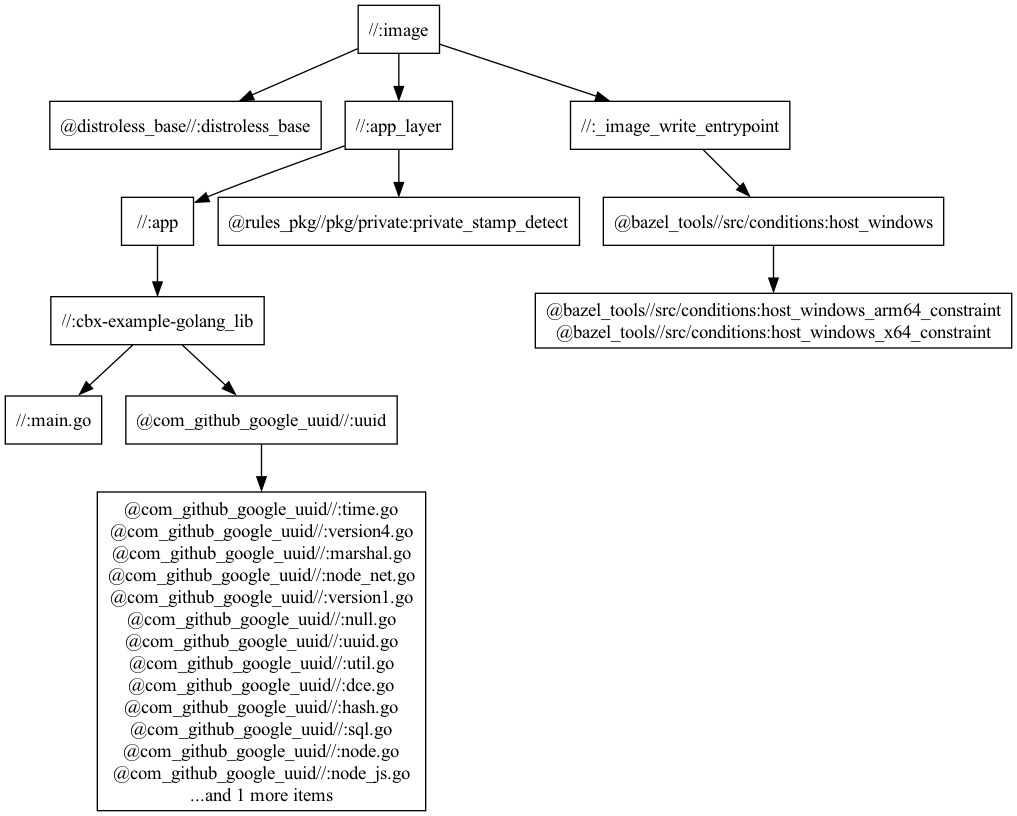 //:image
@distroless_base//:distroless_base
//:app_layer
//:_image_write_entrypoint
//:app
@rules_pkg//pkg/private:private_stamp_detect
@bazel_tools//src/conditions:host_windows
//:cbx-example-golang_lib
@bazel_tools//src/conditions:host_windows_arm64_constraint
@bazel_tools//src/conditions:host_windows_x64_constraint
//:main.go
@com_github_google_uuid//:uuid
@com_github_google_uuid//:time.go
@com_github_google_uuid//:version4.go
@com_github_google_uuid//:marshal.go
@com_github_google_uuid//:node_net.go
@com_github_google_uuid//:version1.go
@com_github_google_uuid//:null.go
@com_github_google_uuid//:uuid.go
@com_github_google_uuid//:util.go
@com_github_google_uuid//:dce.go
@com_github_google_uuid//:hash.go
@com_github_google_uuid//:sql.go
@com_github_google_uuid//:node.go
@com_github_google_uuid//:node_js.go
...and 1 more items